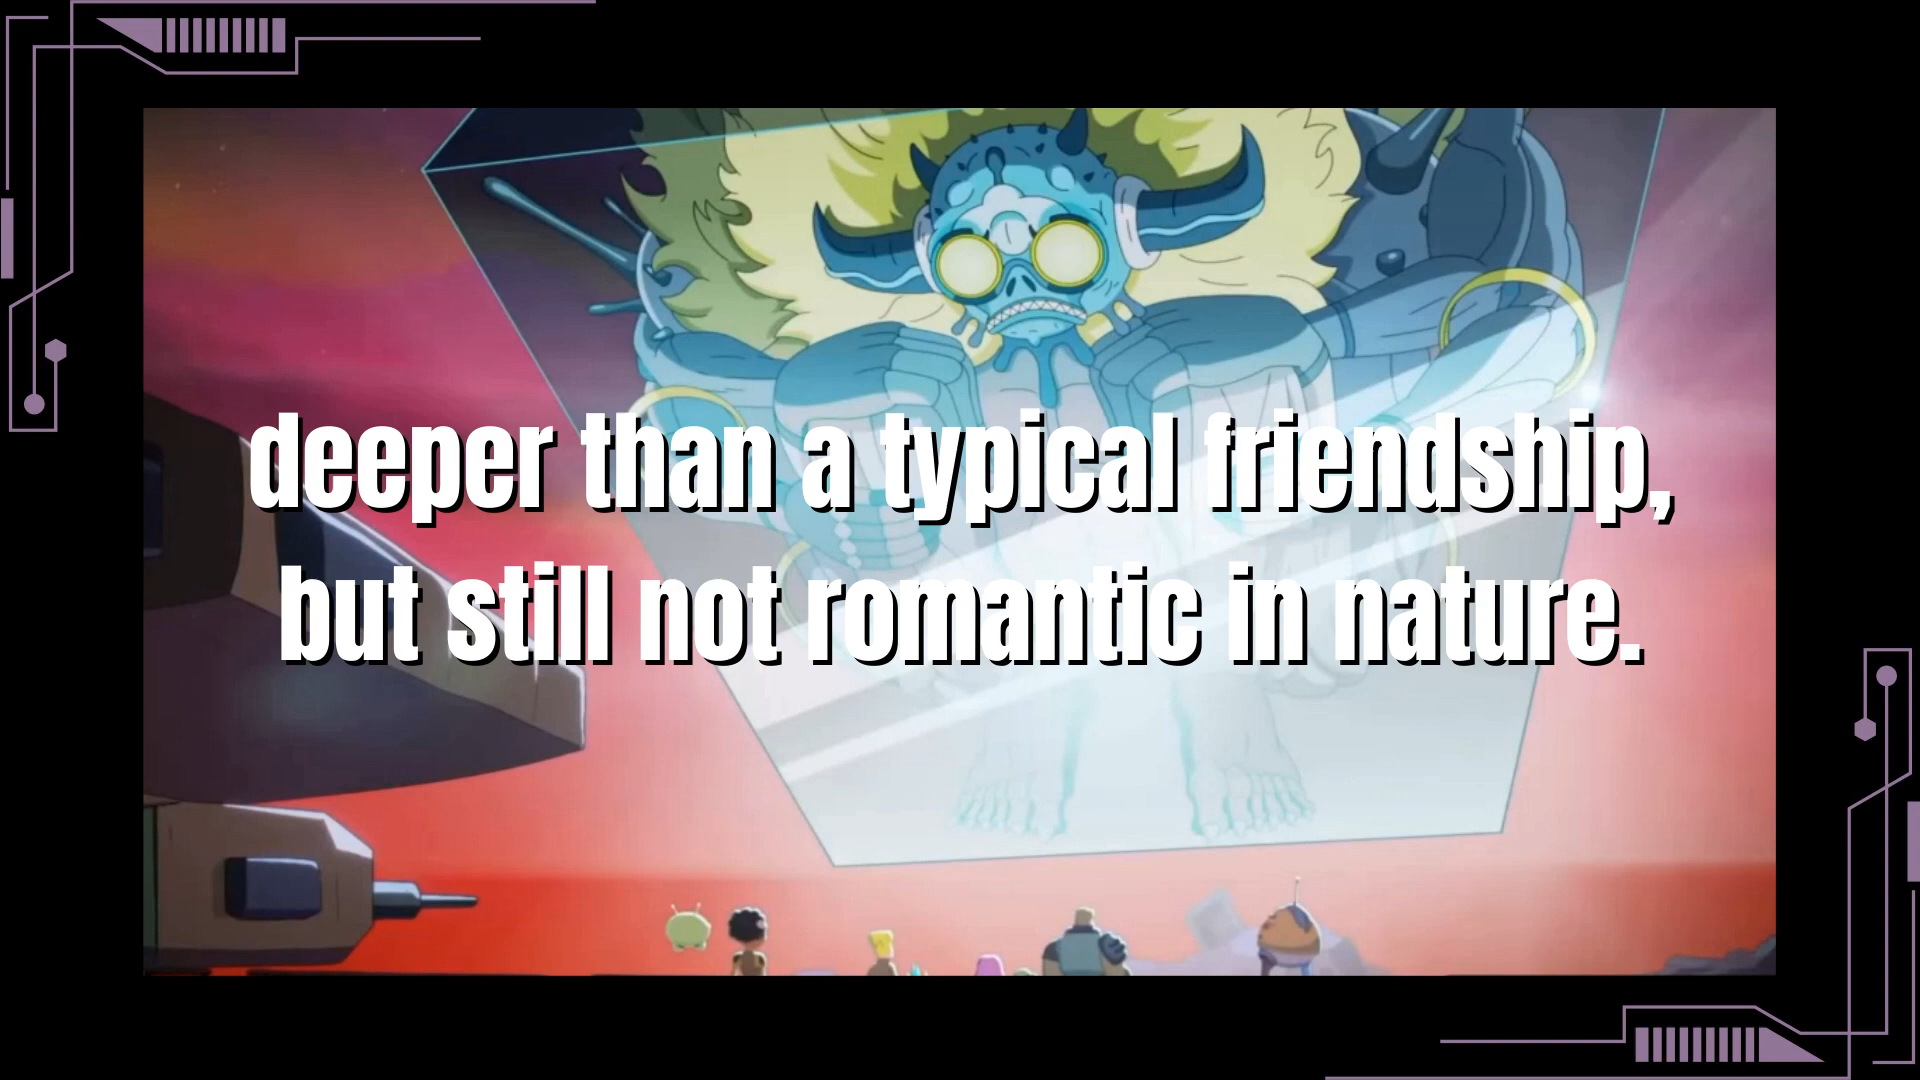 deeper than a typical friendship,
but still not romantic in nature.